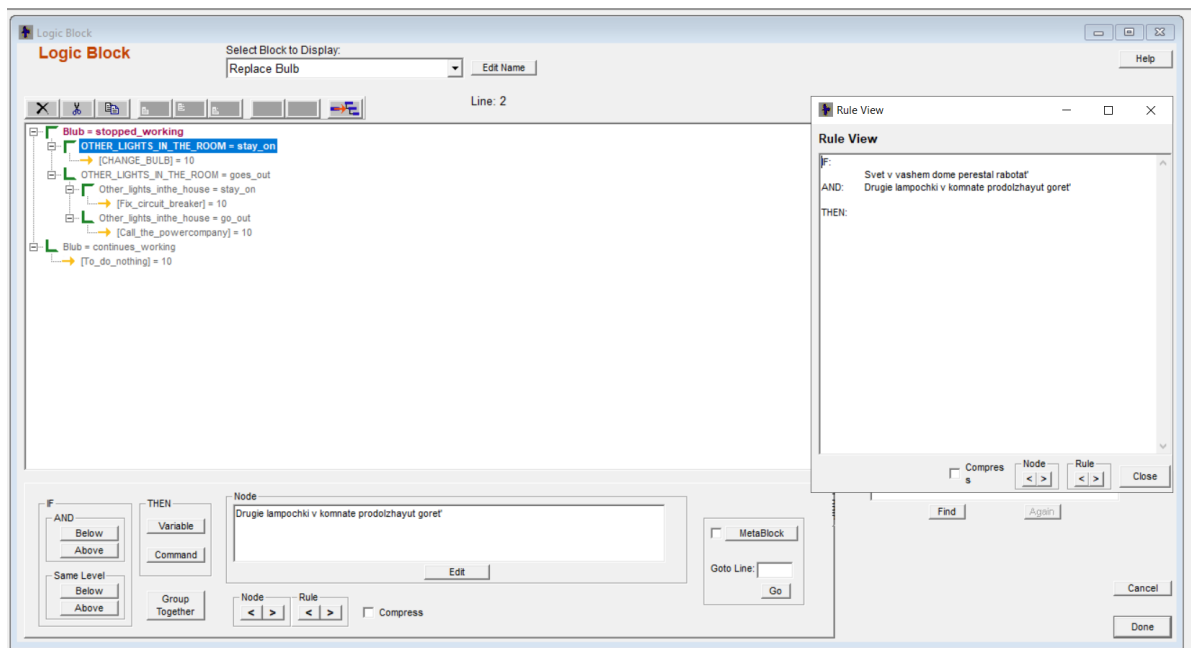 Logic Block
Logic Block
Select Block to Display:
Replace Bulb
Edit Name
Help
Line: 2
Blub = stopped_working
OTHER_LIGHTS_IN_THE_ROOM = stay_on
[CHANGE_BULB] = 10
OTHER_LIGHTS_IN_THE_ROOM = goes_out
Other_lights_inthe_house = stay_on
[Fix_circuit_breaker] = 10
Other_lights_inthe_house = go_out
[Call_the_powercompany] = 10
Blub = continues_working
[To_do_nothing] = 10
Rule View
Rule View
IF:
Svet v vashem dome perestal rabotat'
AND: Drugie lampochki v komnate prodolzhayut goret'
THEN:
Compres
s
Node
< >
Rule
< >
Close
Find
Again
IF
AND
Below
Above
Same Level
Below
Above
THEN
Variable
Command
Group
Together
Node
Drugie lampochki v komnate prodolzhayut goret'
Edit
Node
< >
Rule
< >
Compress
MetaBlock
Goto Line:
Go
Cancel
Done